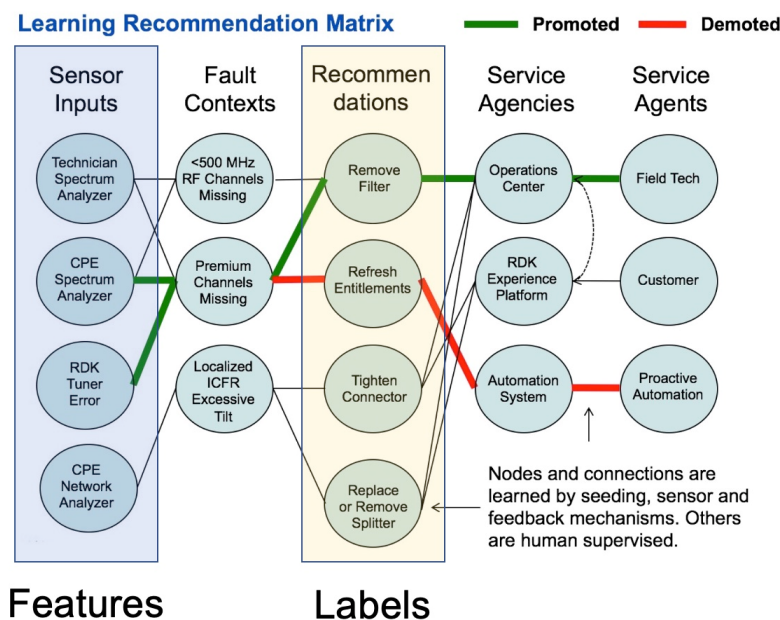 Learning Recommendation Matrix
Promoted
Demoted
Sensor
Inputs
Fault
Contexts
Recommen
dations
Service
Agencies
Service
Agents
Technician
Spectrum
Analyzer
<500 MHz
RF Channels
Missing
Remove
Filter
Operations
Center
Field Tech
CPE
Spectrum
Analyzer
Premium
Channels
Missing
Refresh
Entitlements
RDK
Experience
Platform
Customer
RDK
Tuner
Error
Localized
ICFR
Excessive
Tilt
Tighten
Connector
Automation
System
Proactive
Automation
CPE
Network
Analyzer
Replace
or Remove
Splitter
Nodes and connections are
learned by seeding, sensor and
feedback mechanisms. Others
are human supervised.
Features
Labels